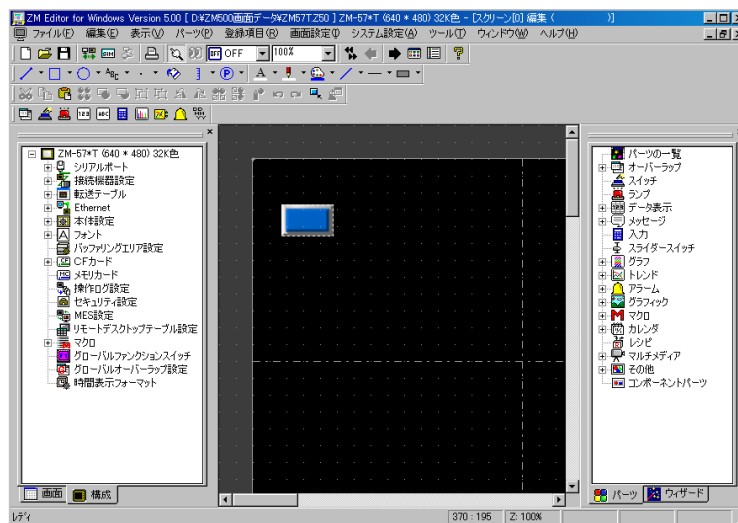 ZM Editor for Windows Version 5.00 [ D:¥ZM500画面データ¥ZM57T.Z50 ] ZM-57*T (640 * 480) 32K色 - [スクリーン[0] 編集 ( )]
ファイル(F) 編集(E) 表示(V) パーツ(P) 登録項目(R) 画面設定(I) システム設定(A) ツール(T) ウィンドウ(W) ヘルプ(H)
OFF OFF 100%
ABC P A
ZM-57*T (640 * 480) 32K色
シリアルポート
接続機器設定
転送テーブル
Ethernet
本体設定
フォント
バッファリングエリア設定
CFカード
メモリカード
操作ログ設定
セキュリティ設定
MES設定
リモートデスクトップテーブル設定
マクロ
グローバルファンクションスイッチ
グローバルオーバーラップ設定
時間表示フォーマット
画面 構成
パーツの一覧
オーバーラップ
スイッチ
ランプ
データ表示
メッセージ
入力
スライダースイッチ
グラフ
トレンド
アラーム
グラフィック
マクロ
カレンダ
レシピ
マルチメディア
その他
コンポーネントパーツ
パーツ ウィザード
レディ 370 : 195 Z: 100%